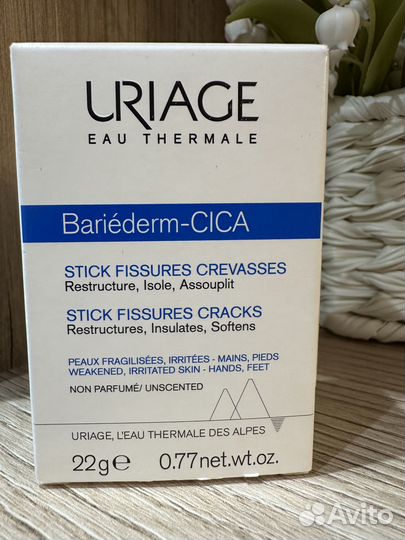 URIAGE
EAU THERMALE
Bariéderm-CICA
STICK FISSURES CREVASSES
Restructure, Isole, Assouplit
STICK FISSURES CRACKS
Restructures, Insulates, Softens
PEAUX FRAGILISÉES, IRRITÉES - MAINS, PIEDS
WEAKENED, IRRITATED SKIN - HANDS, FEET
NON PARFUMÉ/ UNSCENTED
URIAGE, L'EAU THERMALE DES ALPES
22g℮ 0.77net.wt.oz.
Avito